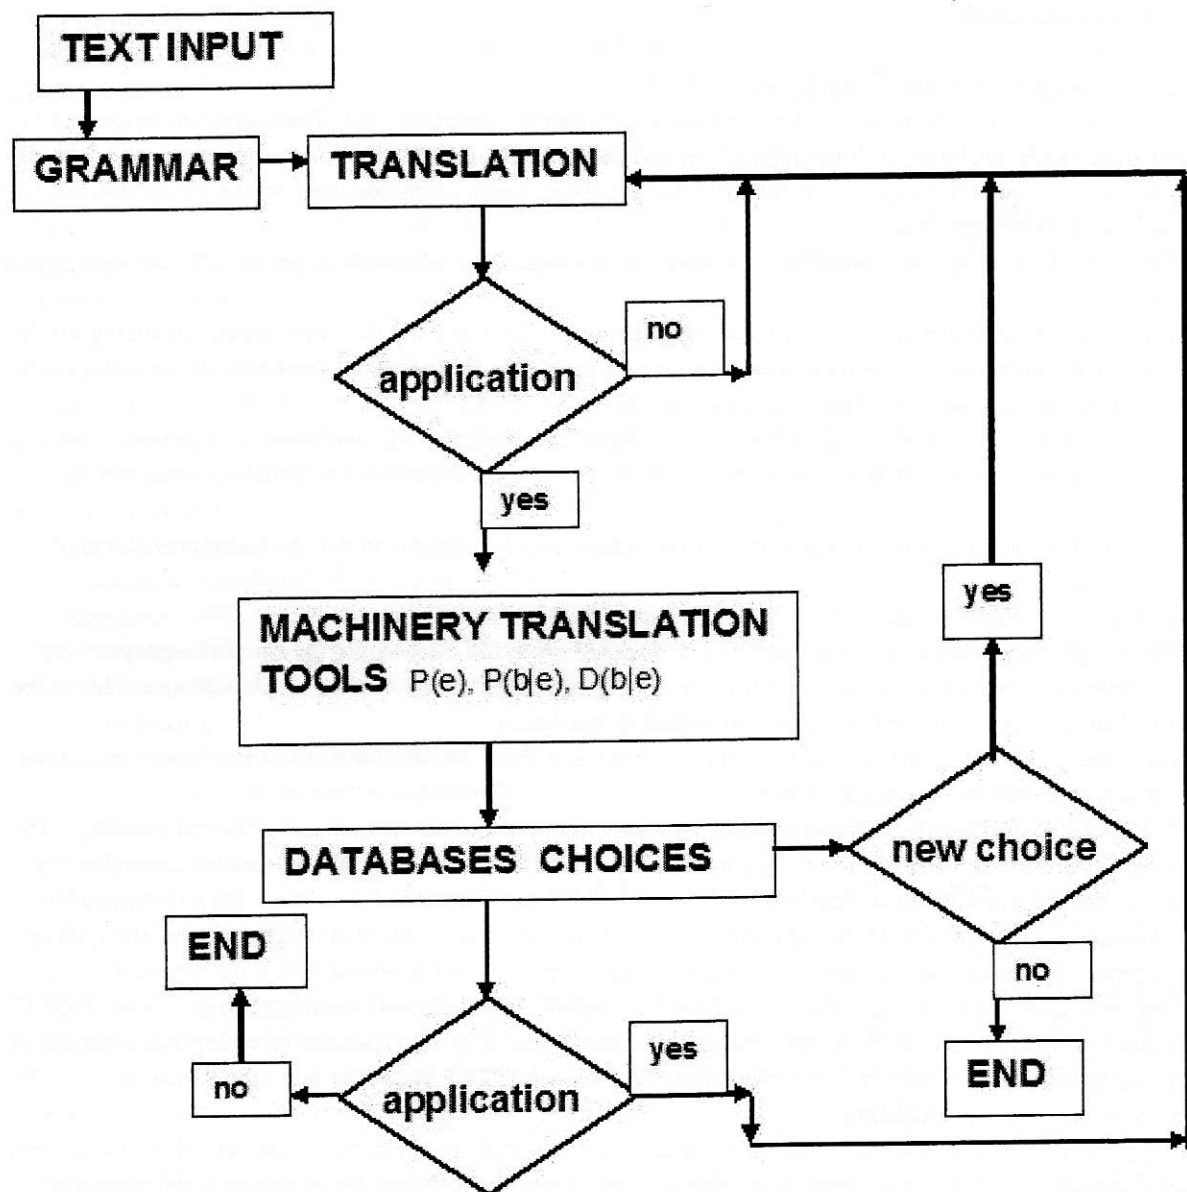 TEXT INPUT
GRAMMAR
TRANSLATION
no
application
yes
MACHINERY TRANSLATION
TOOLS P(e), P(b|e), D(b|e)
yes
DATABASES CHOICES
new choice
END
no
yes
no
application
END